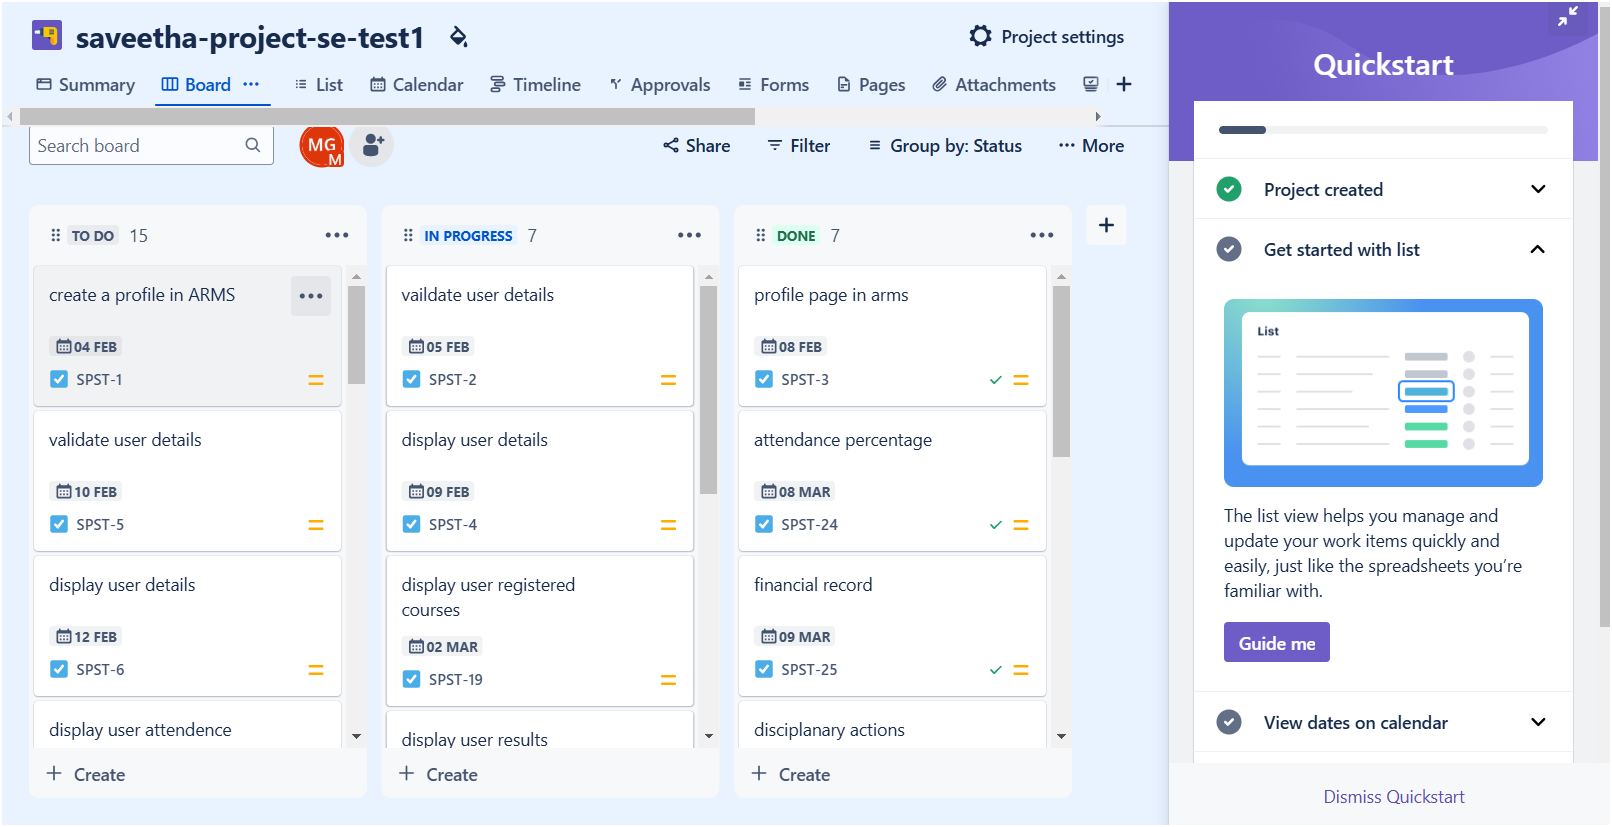 saveetha-project-se-test1
Project settings
Summary
Board
List
Calendar
Timeline
Approvals
Forms
Pages
Attachments
Search board
MG
M
Share
Filter
Group by: Status
More
TO DO 15
create a profile in ARMS
04 FEB
SPST-1
validate user details
10 FEB
SPST-5
display user details
12 FEB
SPST-6
display user attendence
Create
IN PROGRESS 7
vaildate user details
05 FEB
SPST-2
display user details
09 FEB
SPST-4
display user registered
courses
02 MAR
SPST-19
display user results
Create
DONE 7
profile page in arms
08 FEB
SPST-3
attendance percentage
08 MAR
SPST-24
financial record
09 MAR
SPST-25
disciplanary actions
Create
Quickstart
Project created
Get started with list
List
The list view helps you manage and
update your work items quickly and
easily, just like the spreadsheets you’re
familiar with.
Guide me
View dates on calendar
Dismiss Quickstart